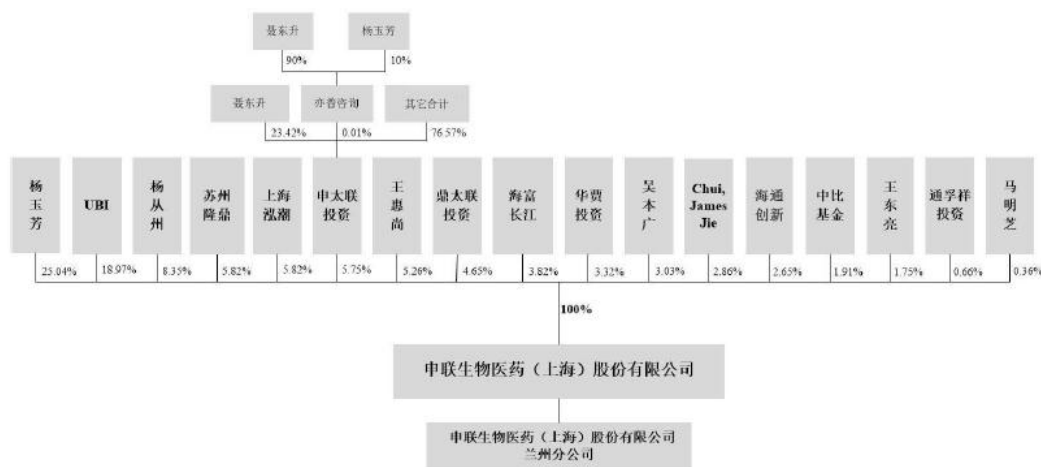 聂东升
杨玉芳
90%
10%
聂东升
亦普咨询
其它合计
23.42%
0.01%
76.57%
杨玉芳
UBI
杨从州
苏州隆鼎
上海泓潮
申太联投资
王惠尚
鼎太联投资
海富长江
华贾投资
吴本广
Chui, James Jie
海通创新
中比基金
王东亮
通孚祥投资
马明芝
25.04%
18.97%
8.35%
5.82%
5.82%
5.75%
5.26%
4.65%
3.82%
3.32%
3.03%
2.86%
2.65%
1.91%
1.75%
0.66%
0.36%
100%
申联生物医药（上海）股份有限公司
申联生物医药（上海）股份有限公司
兰州分公司